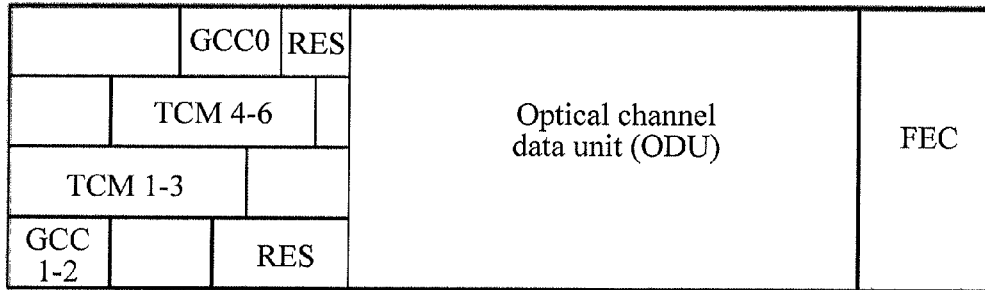 GCC0 RES
TCM 4-6
TCM 1-3
GCC
1-2
RES
Optical channel
data unit (ODU)
FEC